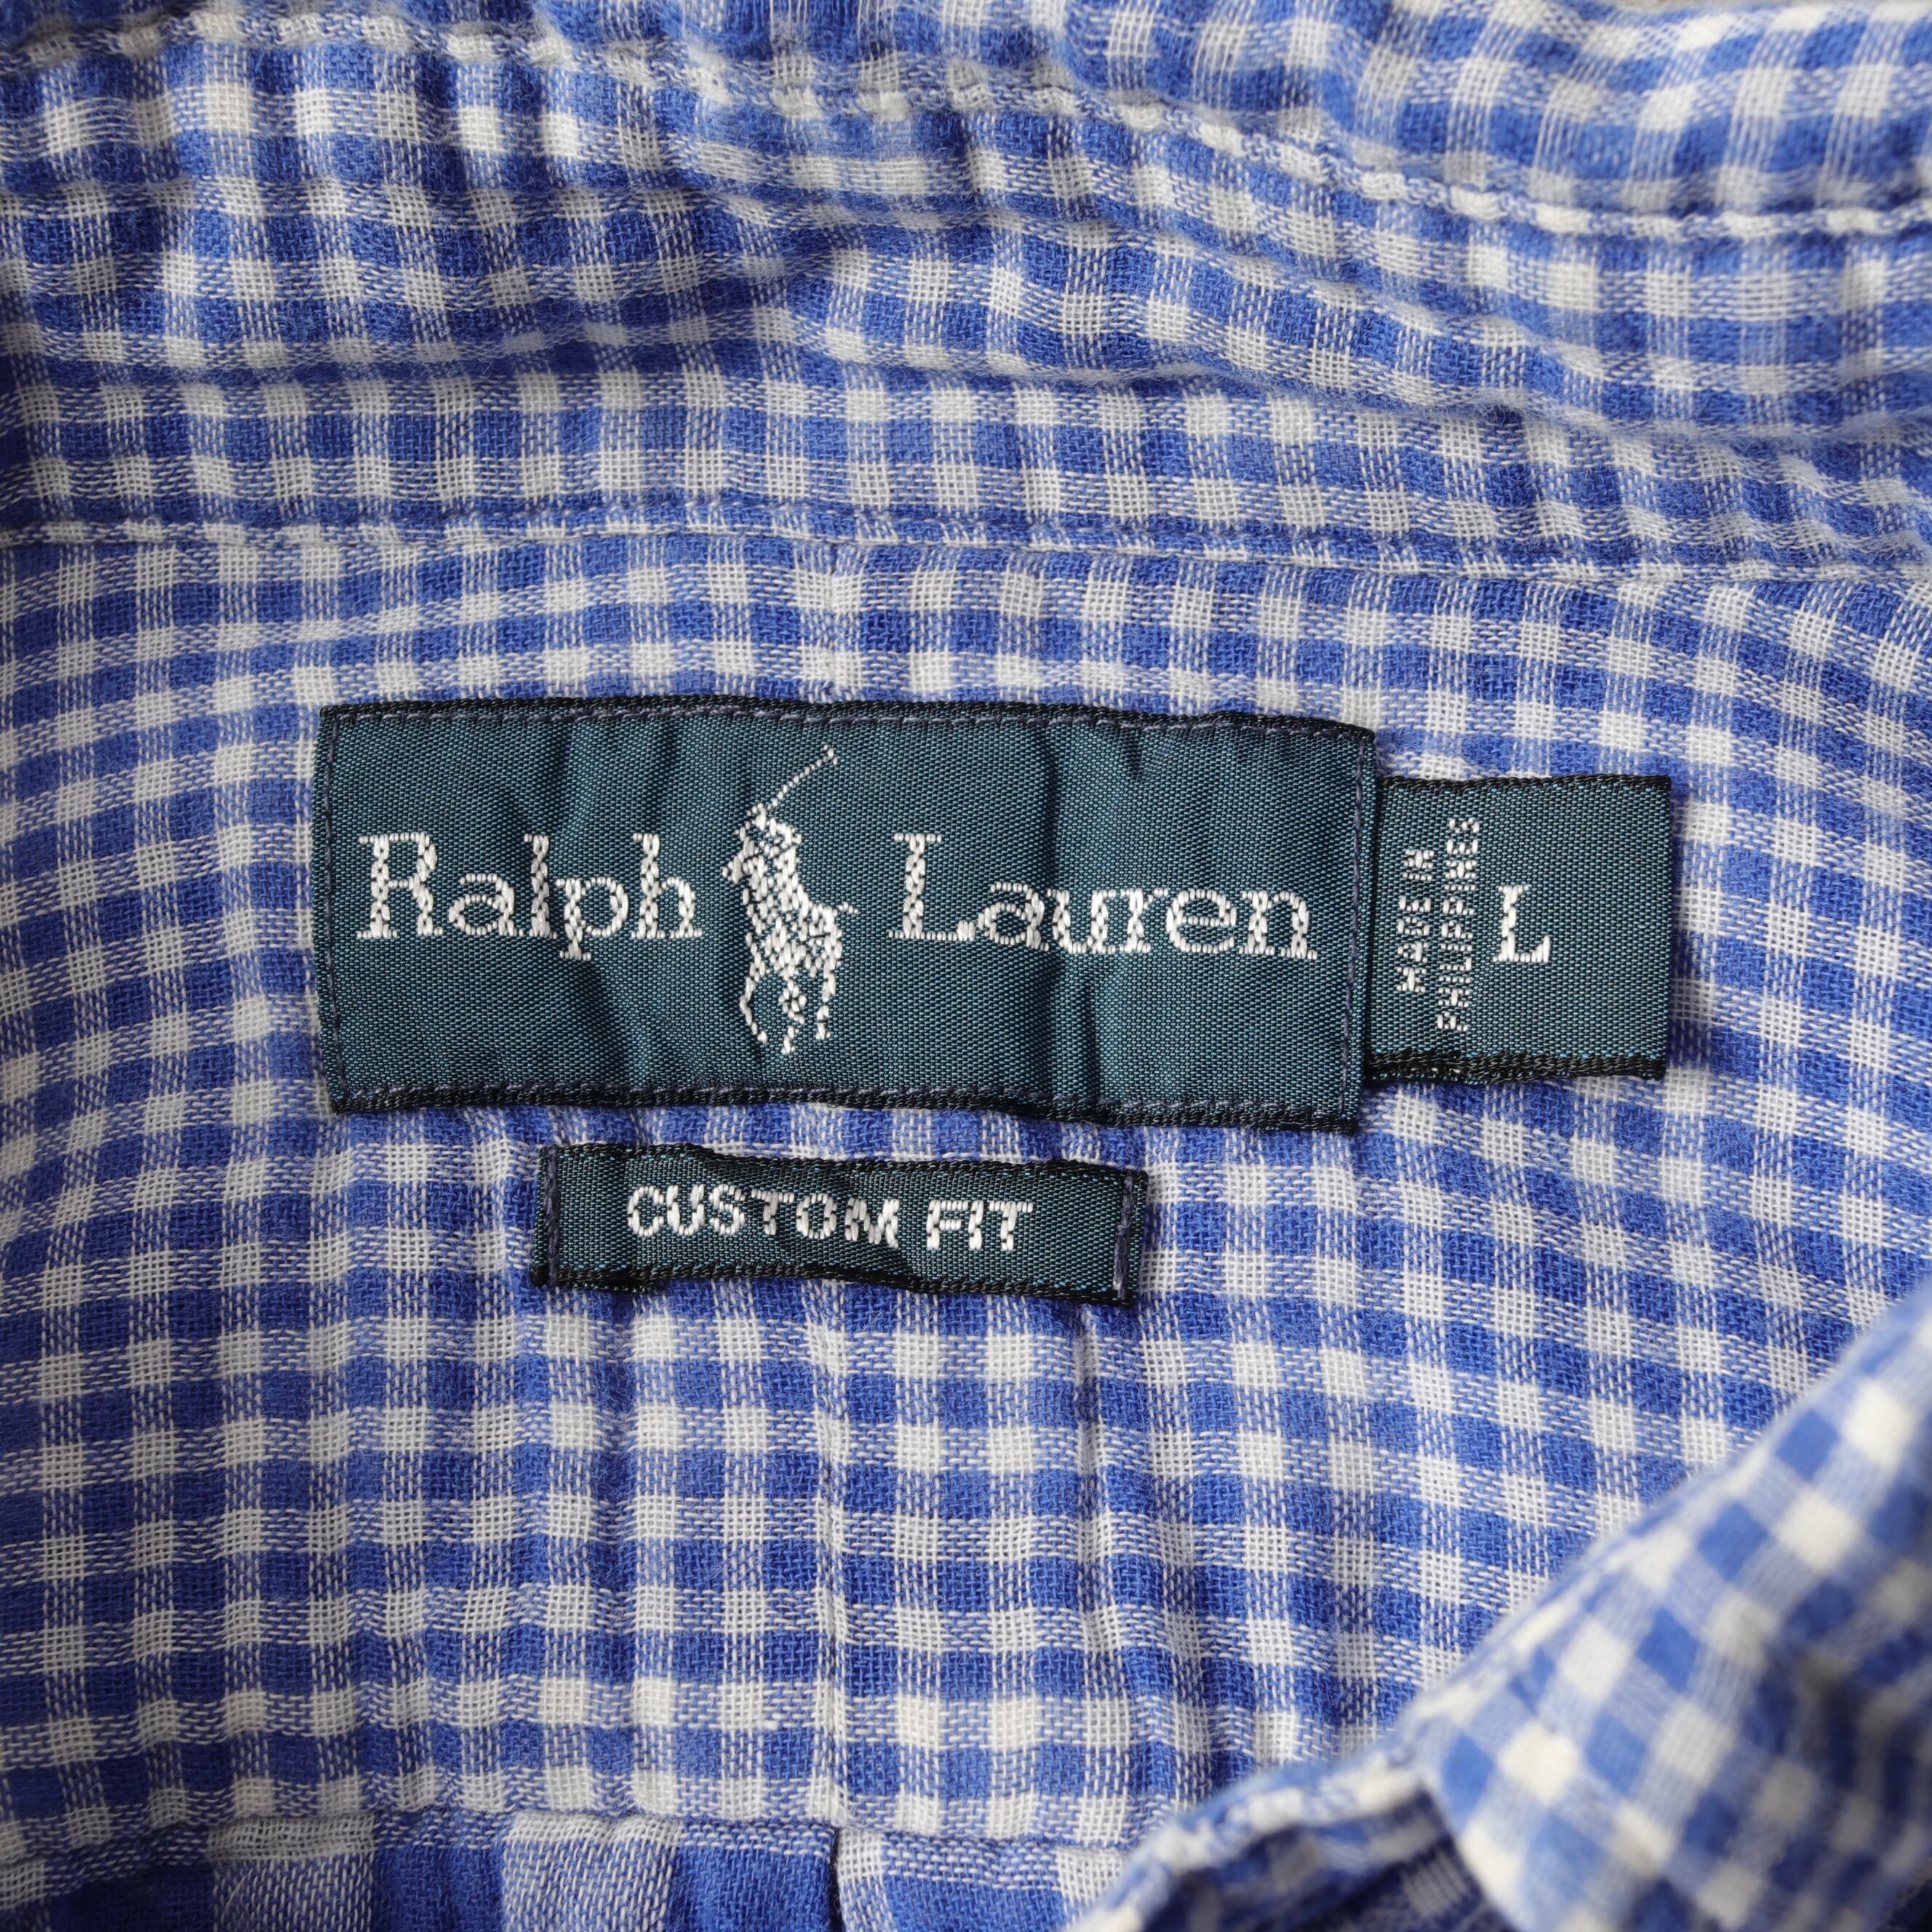 Ralph Lauren
MADE IN
PHILIPPINES
L
CUSTOM FIT